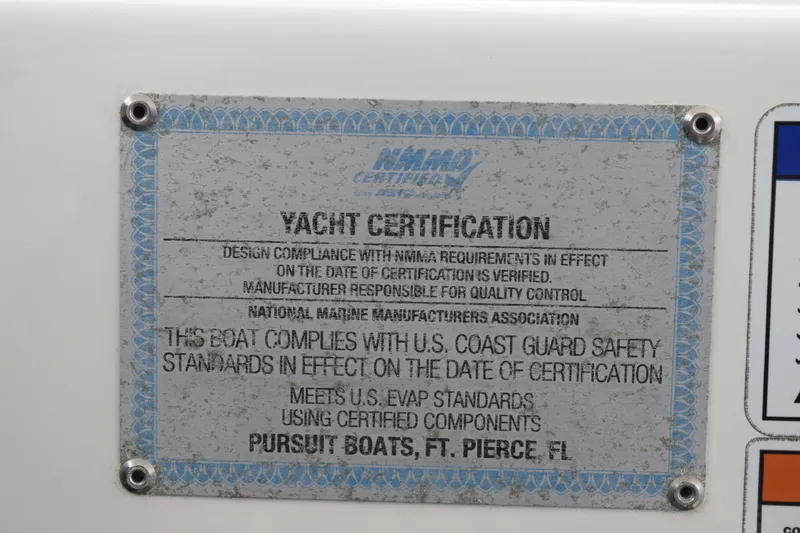 NMMA
CERTIFIED
YACHT CERTIFICATION
DESIGN COMPLIANCE WITH NMMA REQUIREMENTS IN EFFECT
ON THE DATE OF CERTIFICATION IS VERIFIED.
MANUFACTURER RESPONSIBLE FOR QUALITY CONTROL
NATIONAL MARINE MANUFACTURERS ASSOCIATION
THIS BOAT COMPLIES WITH U.S. COAST GUARD SAFETY
STANDARDS IN EFFECT ON THE DATE OF CERTIFICATION
MEETS U.S. EVAP STANDARDS
USING CERTIFIED COMPONENTS
PURSUIT BOATS, FT. PIERCE, FL